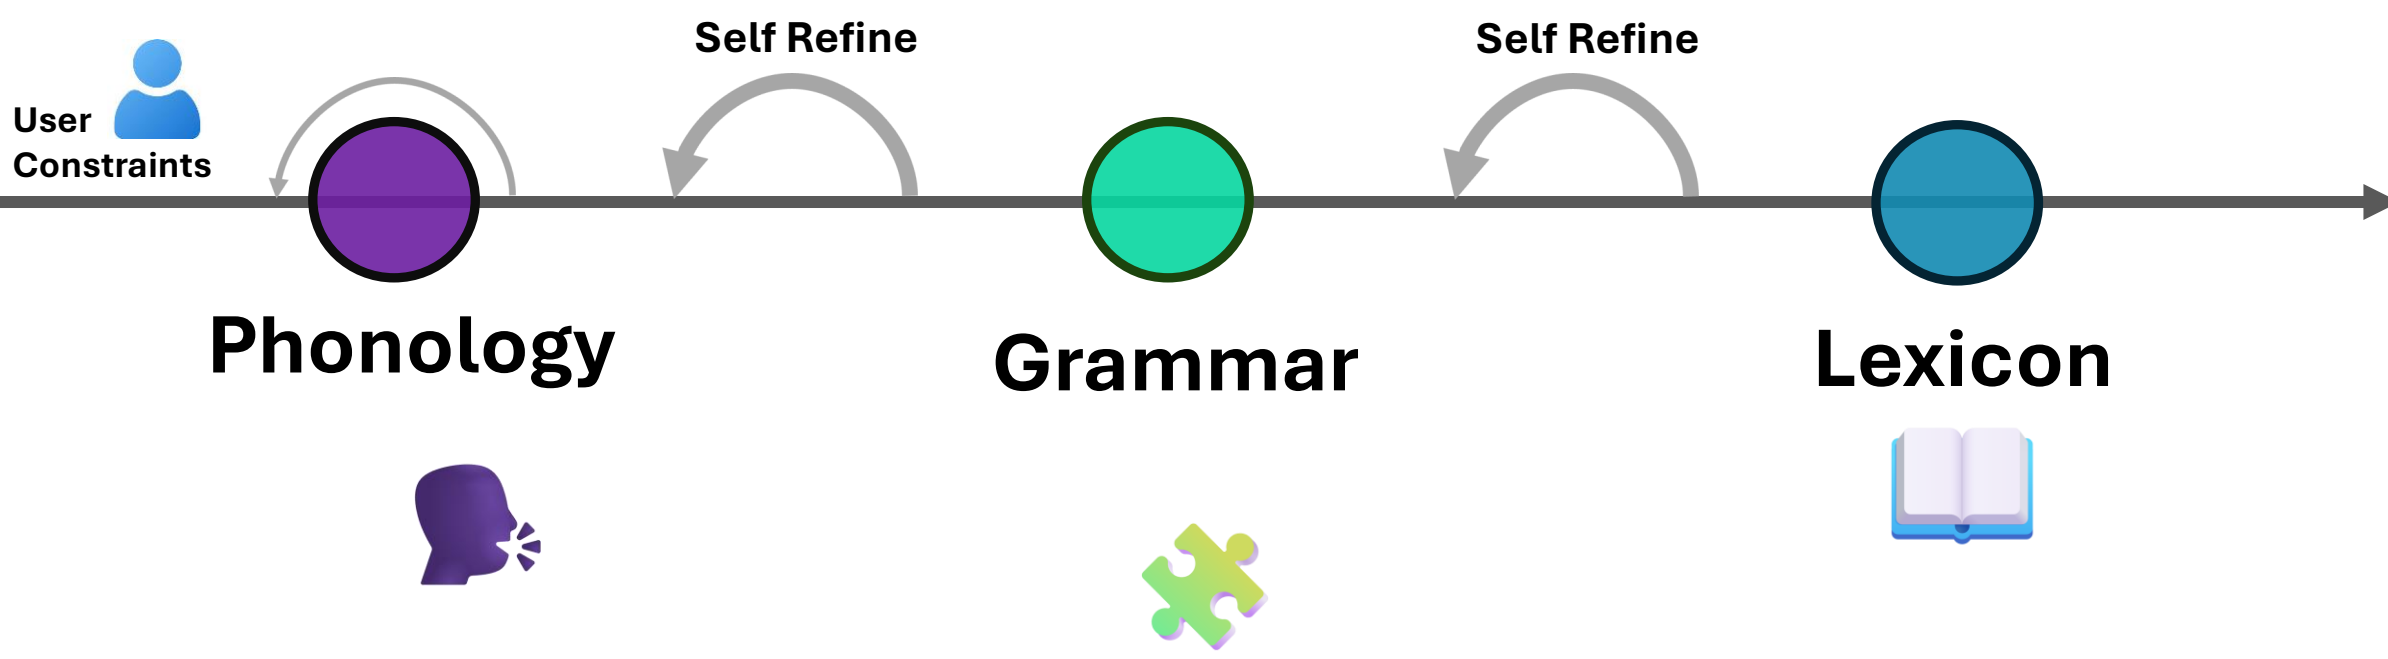 Self Refine
Self Refine
User
Constraints
Phonology
Grammar
Lexicon